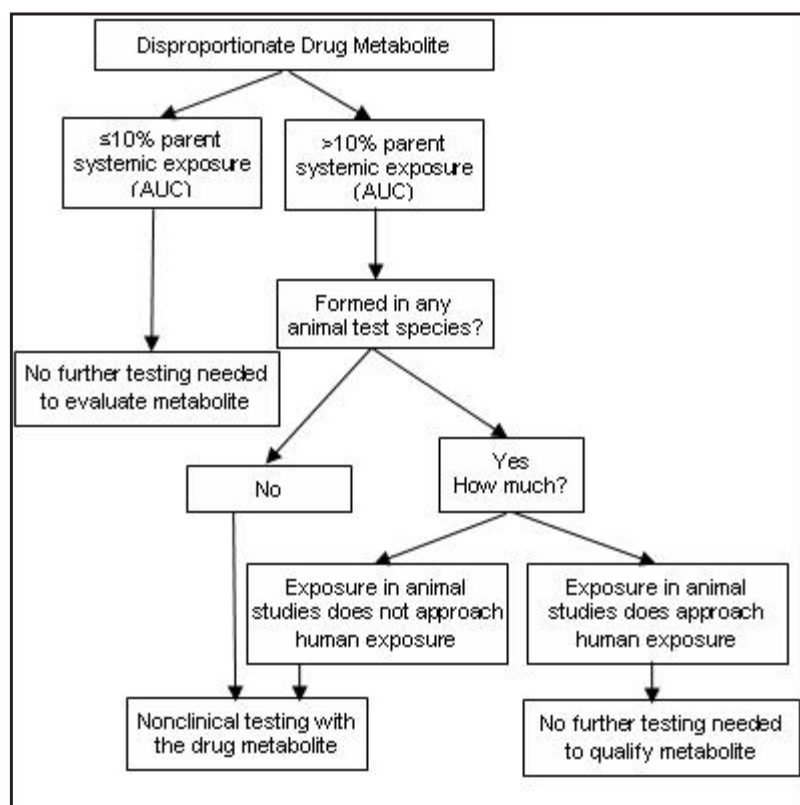 Disproportionate Drug Metabolite
≤10% parent
systemic exposure
(AUC)
>10% parent
systemic exposure
(AUC)
Formed in any
animal test species?
No further testing needed
to evaluate metabolite
No
Yes
How much?
Exposure in animal
studies does not approach
human exposure
Exposure in animal
studies does approach
human exposure
Nonclinical testing with
the drug metabolite
No further testing needed
to qualify metabolite